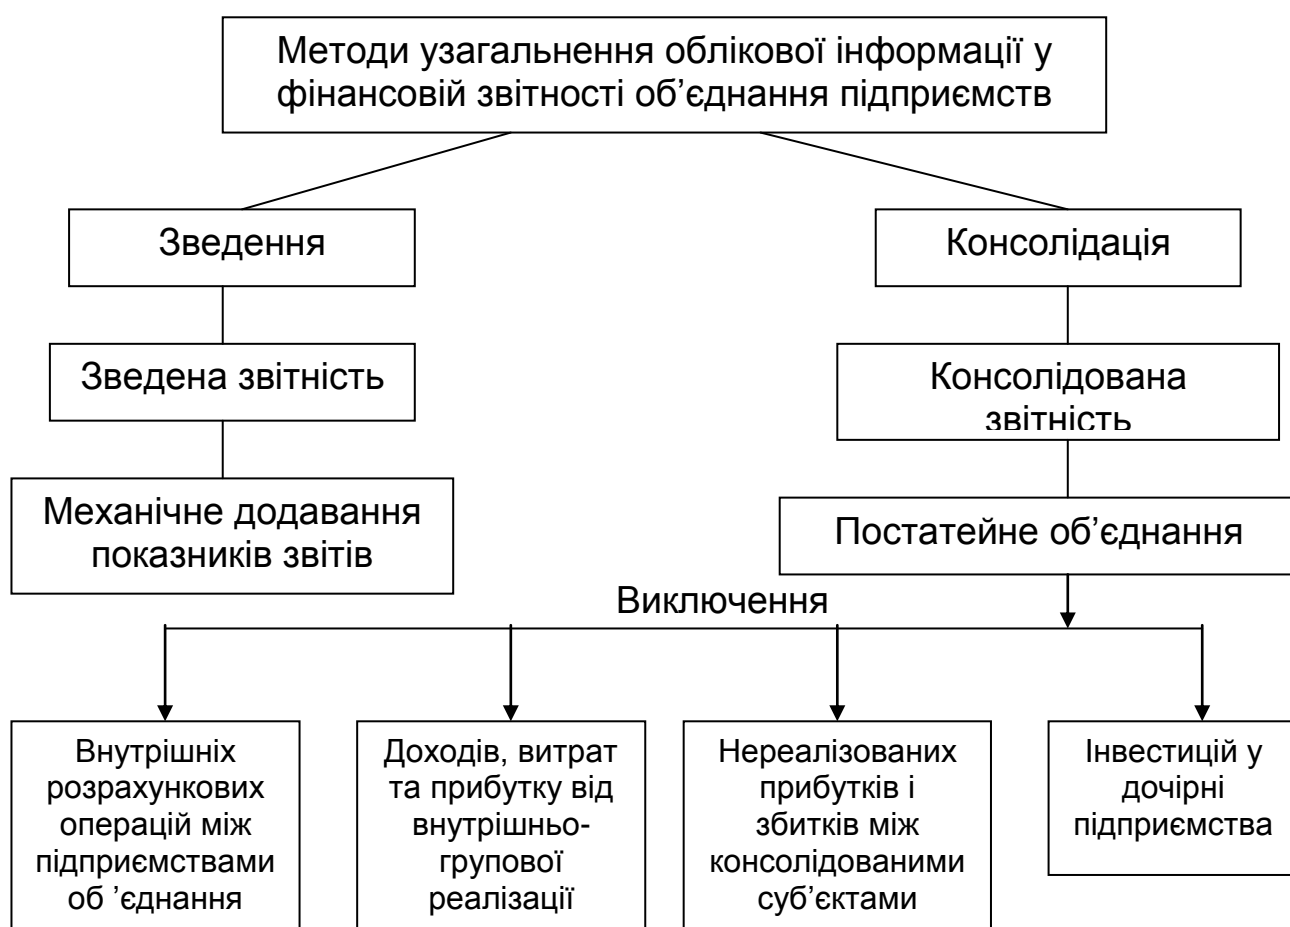 Методи узагальнення облікової інформації у
фінансовій звітності об’єднання підприємств
Зведення
Консолідація
Зведена звітність
Консолідована
звітність
Механічне додавання
показників звітів
Постатейне об’єднання
Виключення
Внутрішніх
розрахункових
операцій між
підприємствами
об ’єднання
Доходів, витрат
та прибутку від
внутрішньо-
групової
реалізації
Нереалізованих
прибутків і
збитків між
консолідованими
суб’єктами
Інвестицій у
дочірні
підприємства